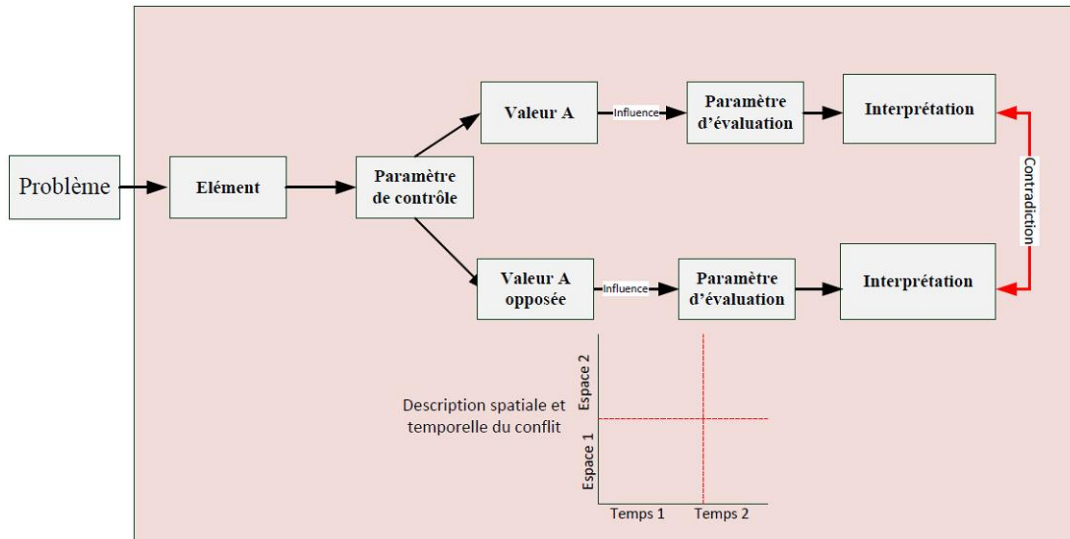 Problème
Elément
Paramètre
de contrôle
Valeur A
Influence
Paramètre
d'évaluation
Interprétation
Contradiction
Valeur A
opposée
Influence
Paramètre
d'évaluation
Interprétation
Description spatiale et
temporelle du conflit
Espace 2
Espace 1
Temps 1
Temps 2